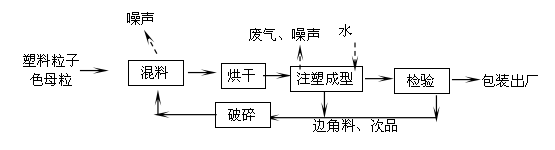 噪声
废气、噪声
水
塑料粒子
色母粒
混料
烘干
注塑成型
检验
包装出厂
破碎
边角料、次品